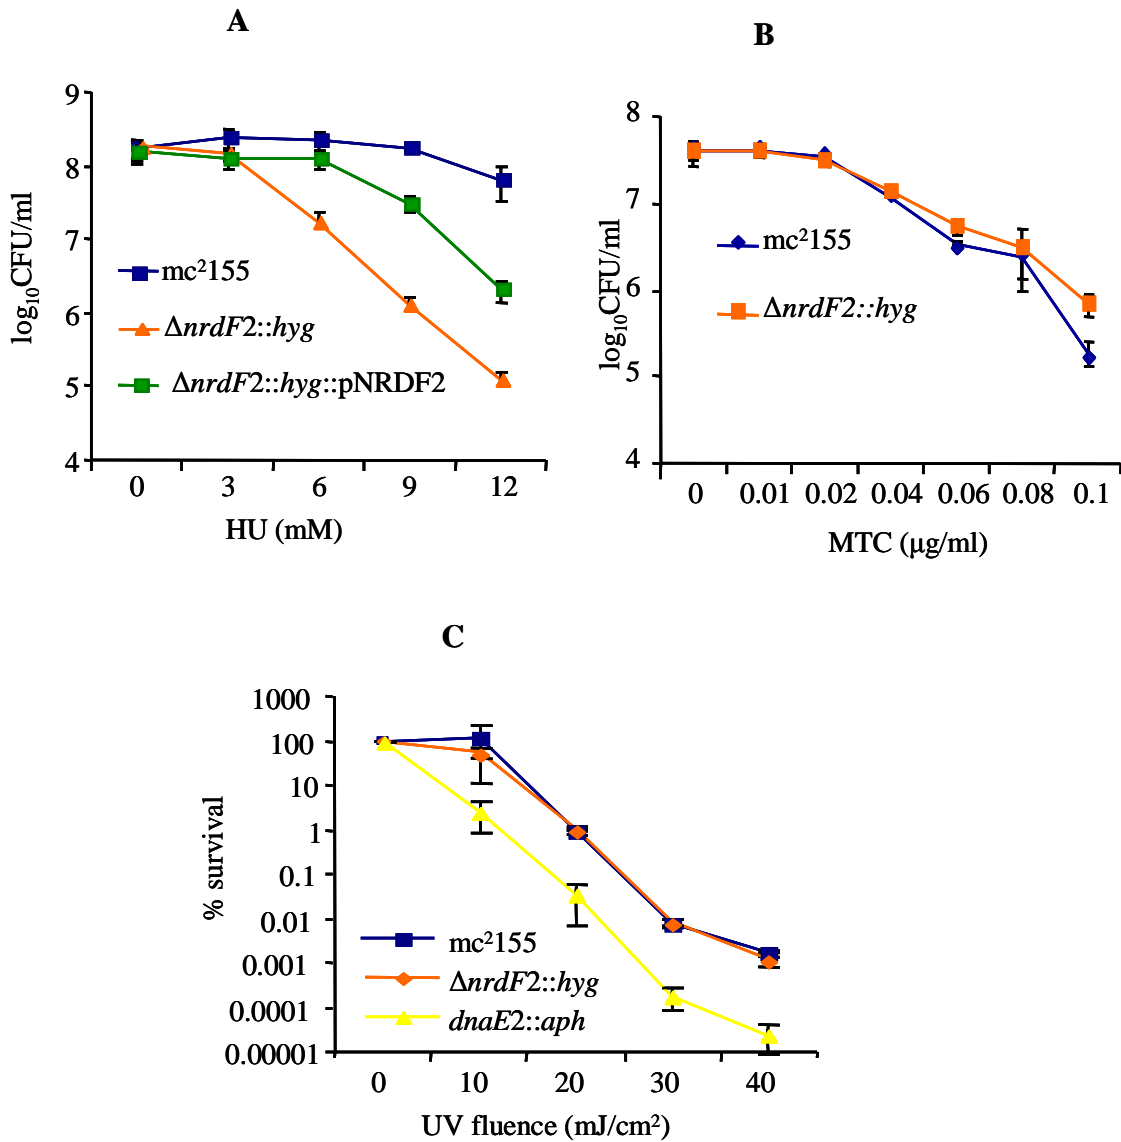 A
9
8
7
6
5
4
log10CFU/ml
mc2155
ΔnrdF2::hyg
ΔnrdF2::hyg::pNRDF2
0 3 6 9 12
HU (mM)
B
8
7
6
5
4
log10CFU/ml
mc2155
ΔnrdF2::hyg
0 0.01 0.02 0.04 0.06 0.08 0.1
MTC (μg/ml)
C
1000
100
10
1
0.1
0.01
0.001
0.0001
0.00001
% survival
mc2155
ΔnrdF2::hyg
dnaE2::aph
0 10 20 30 40
UV fluence (mJ/cm2)